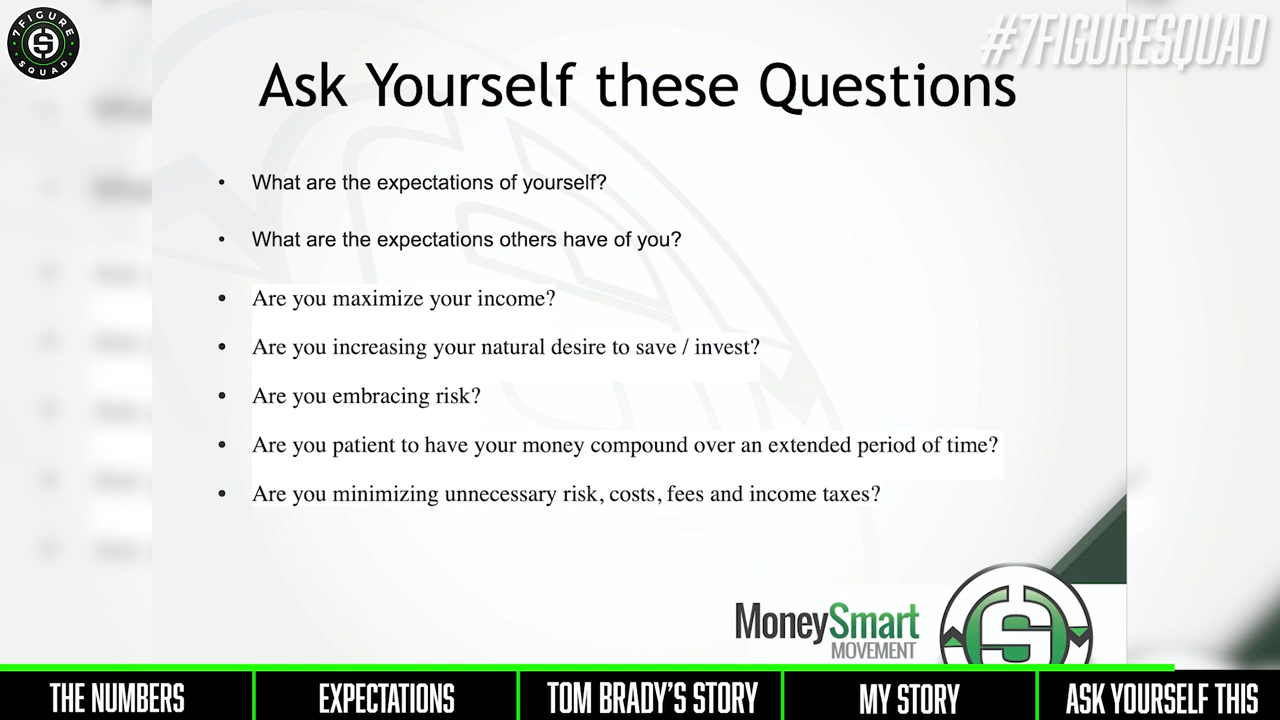 7 FIGURE SQUAD
#7FIGURESQUAD
Ask Yourself these Questions
• What are the expectations of yourself?
• What are the expectations others have of you?
• Are you maximize your income?
• Are you increasing your natural desire to save / invest?
• Are you embracing risk?
• Are you patient to have your money compound over an extended period of time?
• Are you minimizing unnecessary risk, costs, fees and income taxes?
MoneySmart
MOVEMENT
THE NUMBERS
EXPECTATIONS
TOM BRADY'S STORY
MY STORY
ASK YOURSELF THIS